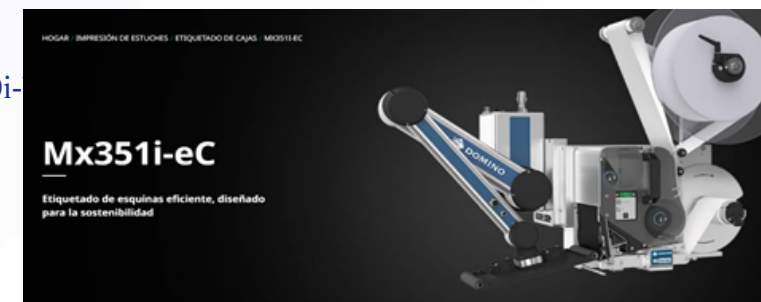 HOGAR / IMPRESIÓN DE ESTUCHES / ETIQUETADO DE CAJAS / MX351I-EC
Mx351i-eC
Etiquetado de esquinas eficiente, diseñado
para la sostenibilidad
DOMINO